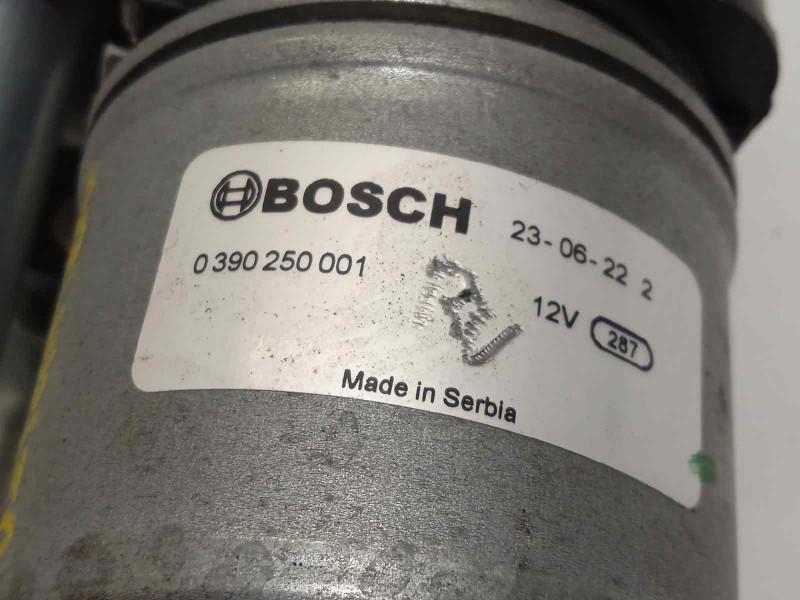 BOSCH
23-06-22 2
0 390 250 001
12V 287
Made in Serbia